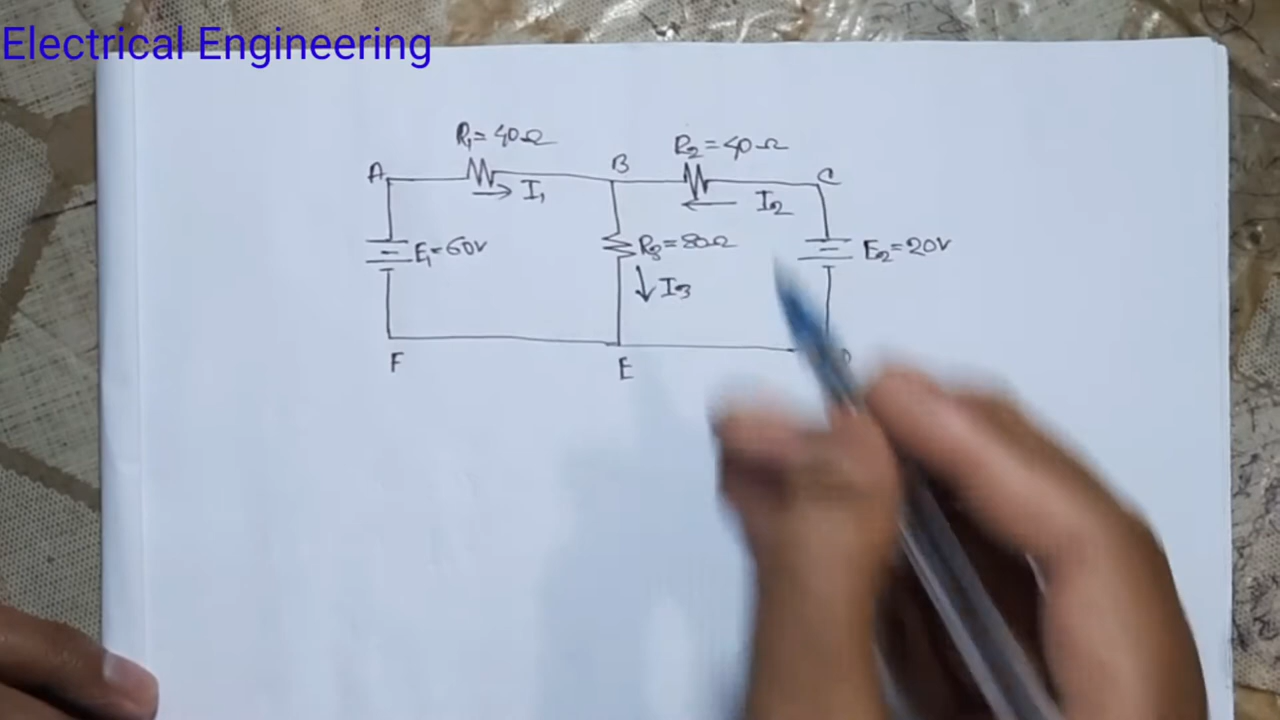 Electrical Engineering
R₁=40Ω
R₂=40Ω
A
B
C
I₁
I₂
E₁=60V
R₃=80Ω
E₂=20V
I₃
F
E